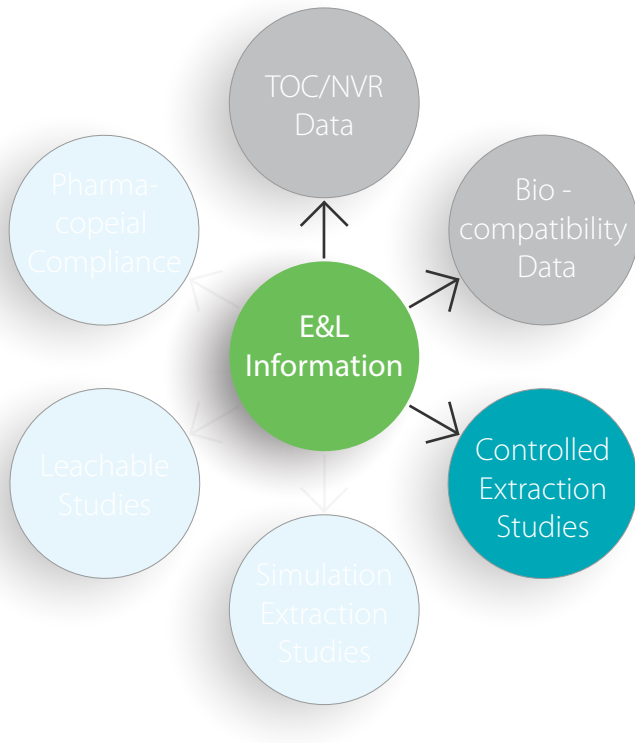 TOC/NVR
Data
Pharma-
copeial
Compliance
Bio -
compatibility
Data
E&L
Information
Leachable
Studies
Controlled
Extraction
Studies
Simulation
Extraction
Studies